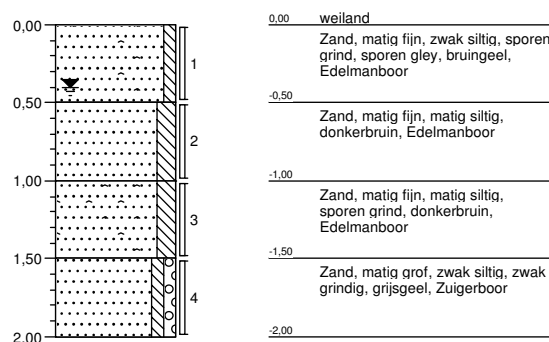 0,00
0,50
1,00
1,50
2,00
1
2
3
4
0,00 weiland
Zand, matig fijn, zwak siltig, sporen
grind, sporen gley, bruingeel,
Edelmanboor
-0,50
Zand, matig fijn, matig siltig,
donkerbruin, Edelmanboor
-1,00
Zand, matig fijn, matig siltig,
sporen grind, donkerbruin,
Edelmanboor
-1,50
Zand, matig grof, zwak siltig, zwak
grindig, grijsgeel, Zuigerboor
-2,00